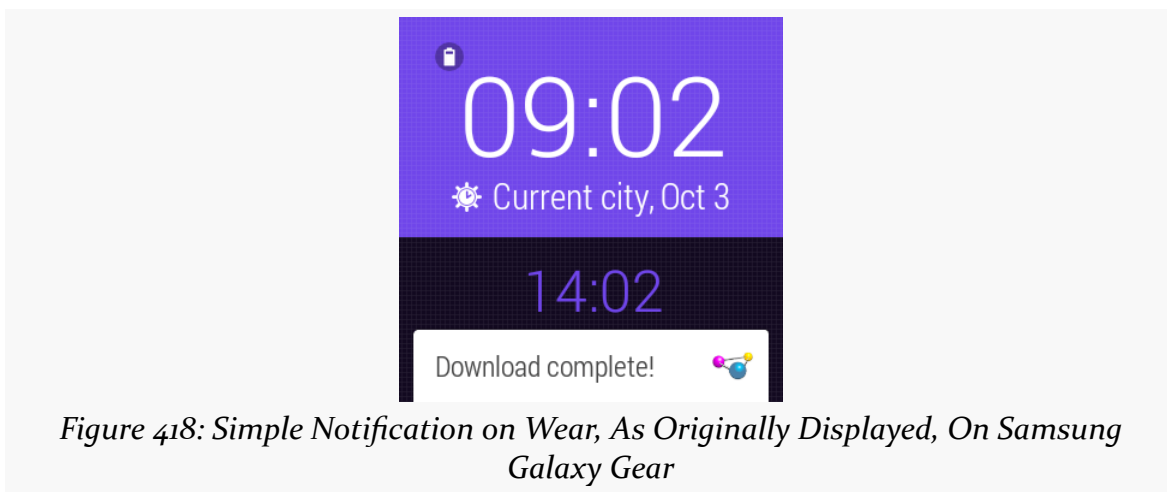 09:02
Current city, Oct 3
14:02
Download complete!
Figure 418: Simple Notification on Wear, As Originally Displayed, On Samsung
Galaxy Gear